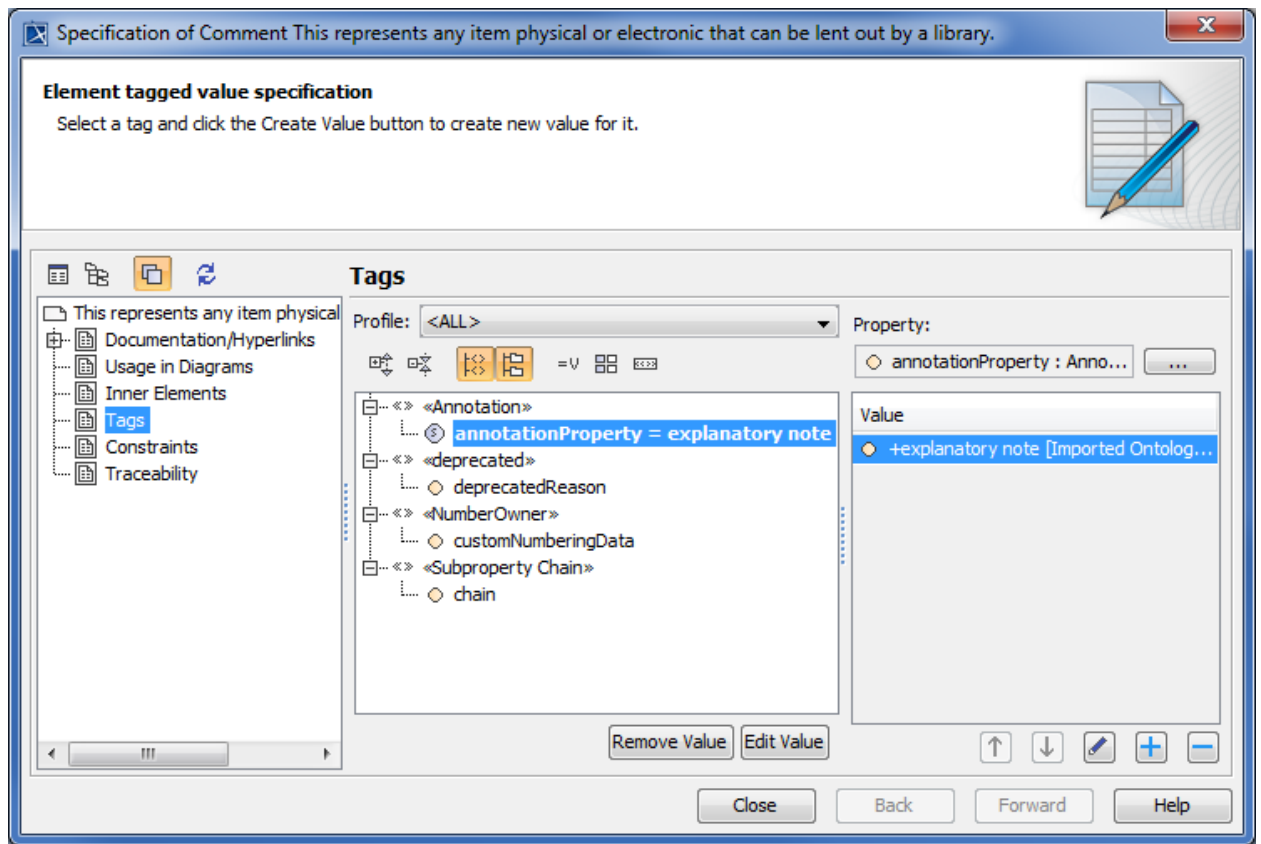 Specification of Comment This represents any item physical or electronic that can be lent out by a library.
Element tagged value specification
Select a tag and click the Create Value button to create new value for it.
Tags
This represents any item physical
Documentation/Hyperlinks
Usage in Diagrams
Inner Elements
Tags
Constraints
Traceability
Profile: <ALL>
=V
«Annotation»
annotationProperty = explanatory note
«deprecated»
deprecatedReason
«NumberOwner»
customNumberingData
«Subproperty Chain»
chain
Remove Value Edit Value
Property:
annotationProperty : Anno... ...
Value
+explanatory note [Imported Ontolog...
Close Back Forward Help